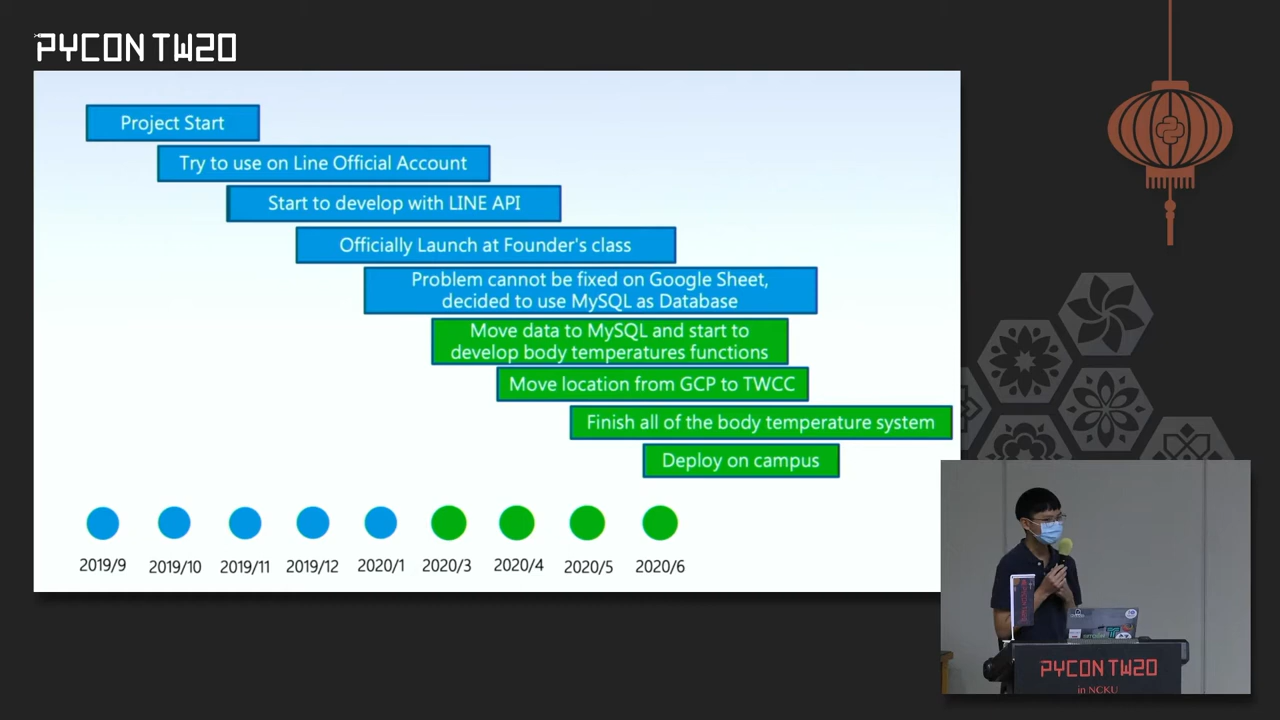 PYCON TW20
Project Start
Try to use on Line Official Account
Start to develop with LINE API
Officially Launch at Founder's class
Problem cannot be fixed on Google Sheet,
decided to use MySQL as Database
Move data to MySQL and start to
develop body temperatures functions
Move location from GCP to TWCC
Finish all of the body temperature system
Deploy on campus
2019/9
2019/10
2019/11
2019/12
2020/1
2020/3
2020/4
2020/5
2020/6
PYCON TW20
in NCKU